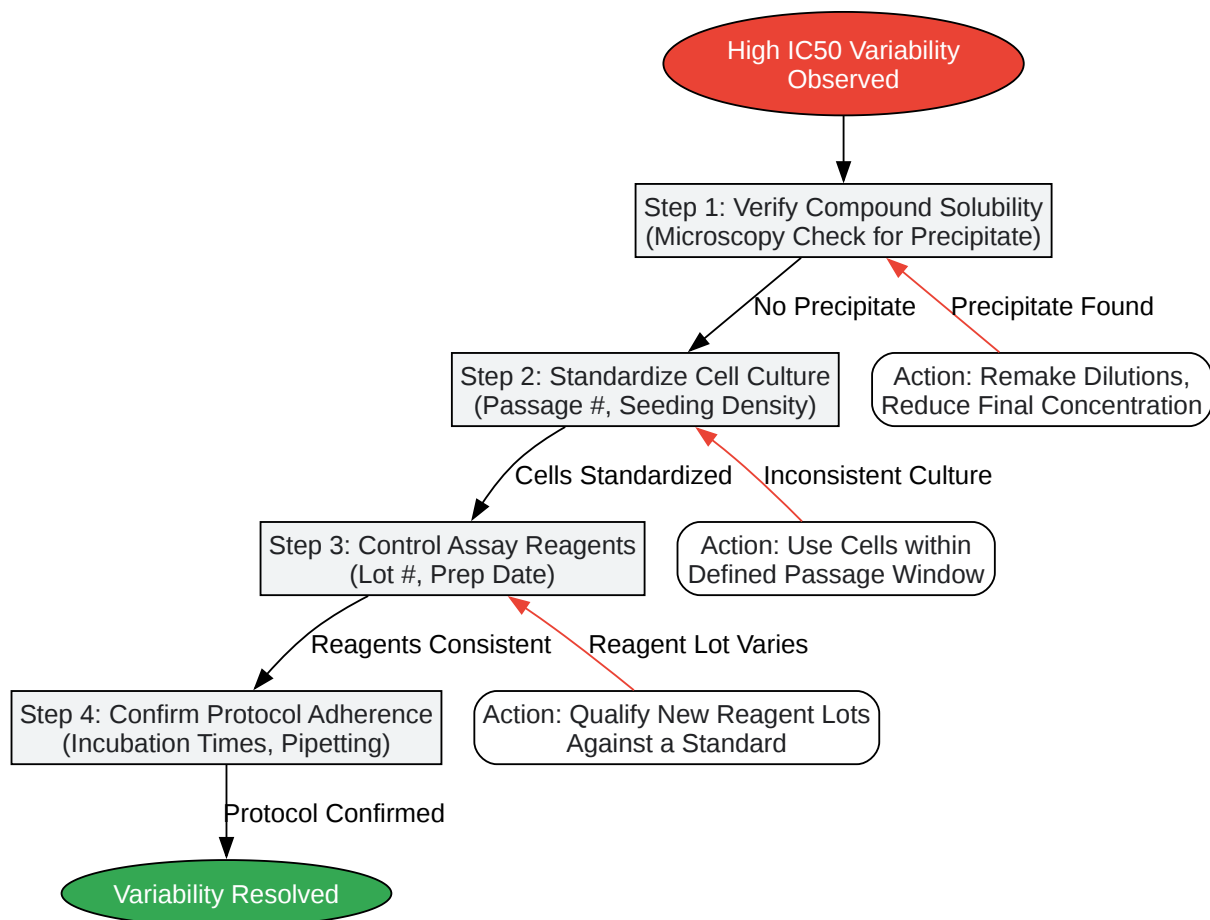 High IC50 Variability
Observed
Step 1: Verify Compound Solubility
(Microscopy Check for Precipitate)
No Precipitate
Precipitate Found
Step 2: Standardize Cell Culture
(Passage #, Seeding Density)
Action: Remake Dilutions,
Reduce Final Concentration
Cells Standardized
Inconsistent Culture
Step 3: Control Assay Reagents
(Lot #, Prep Date)
Action: Use Cells within
Defined Passage Window
Reagents Consistent
Reagent Lot Varies
Step 4: Confirm Protocol Adherence
(Incubation Times, Pipetting)
Action: Qualify New Reagent Lots
Against a Standard
Protocol Confirmed
Variability Resolved